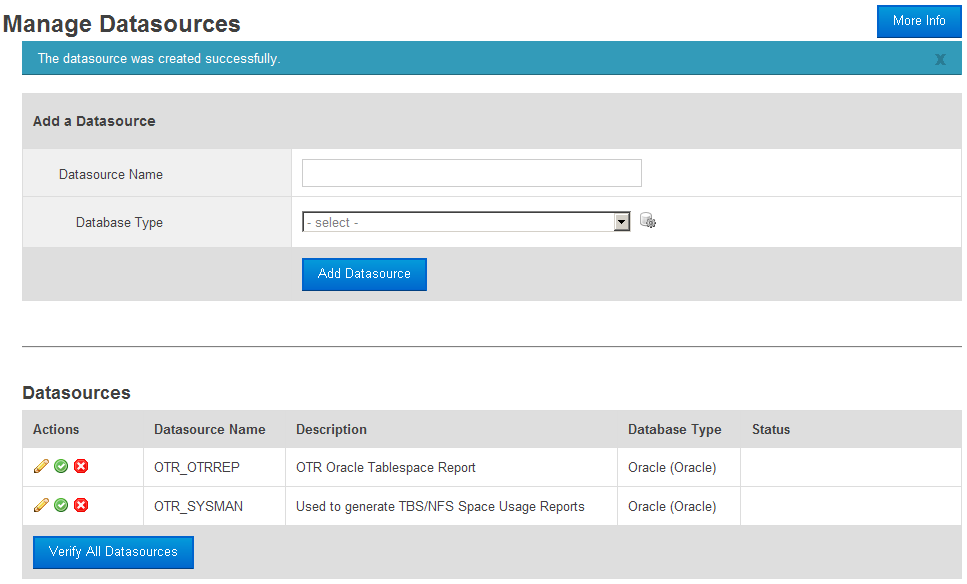 Manage Datasources
More Info
The datasource was created successfully.
X
Add a Datasource
Datasource Name
Database Type
- select -
Add Datasource
Datasources
Actions Datasource Name Description Database Type Status
OTR_OTRREP OTR Oracle Tablespace Report Oracle (Oracle)
OTR_SYSMAN Used to generate TBS/NFS Space Usage Reports Oracle (Oracle)
Verify All Datasources